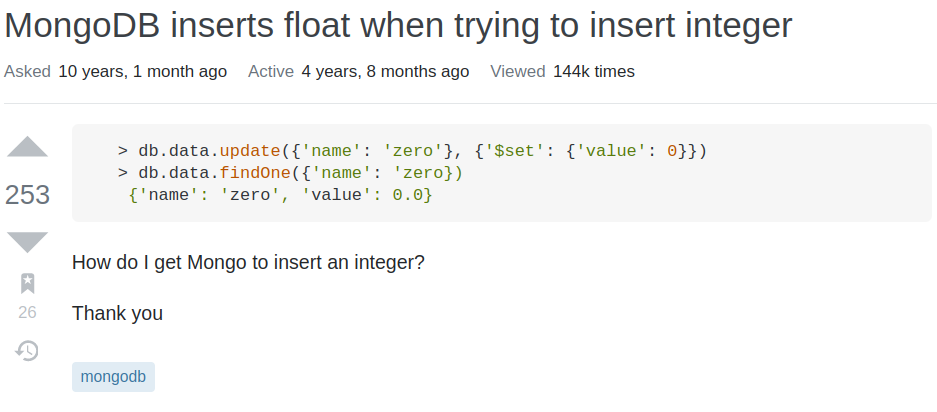 MongoDB inserts float when trying to insert integer
Asked 10 years, 1 month ago Active 4 years, 8 months ago Viewed 144k times
> db.data.update({'name': 'zero'}, {'$set': {'value': 0}})
> db.data.findOne({'name': 'zero})
{'name': 'zero', 'value': 0.0}
253
How do I get Mongo to insert an integer?
26
Thank you
mongodb